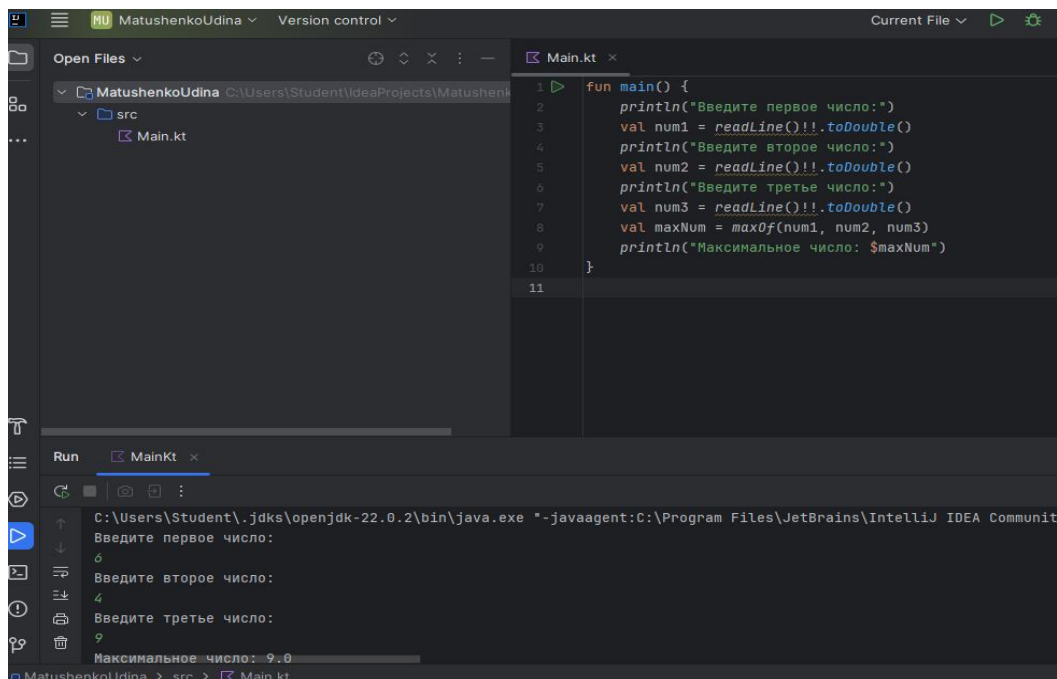 MU MatushenkoUdina Version control Current File
Open Files
Main.kt
MatushenkoUdina C:\Users\Student\IdeaProjects\Matushenk
src
Main.kt
1 fun main() {
2 println("Введите первое число:")
3 val num1 = readLine()!!.toDouble()
4 println("Введите второе число:")
5 val num2 = readLine()!!.toDouble()
6 println("Введите третье число:")
7 val num3 = readLine()!!.toDouble()
8 val maxNum = maxOf(num1, num2, num3)
9 println("Максимальное число: $maxNum")
10 }
11
Run MainKt
C:\Users\Student\.jdks\openjdk-22.0.2\bin\java.exe "-javaagent:C:\Program Files\JetBrains\IntelliJ IDEA Communit
Введите первое число:
6
Введите второе число:
4
Введите третье число:
9
Максимальное число: 9.0
MatushenkoUdina > src > Main.kt